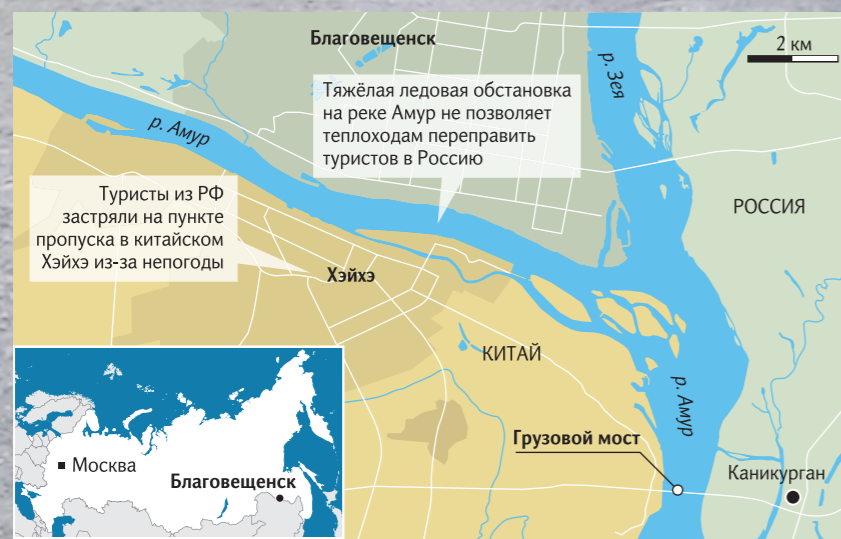 Благовещенск
2 км
р. Зея
Тяжёлая ледовая обстановка
на реке Амур не позволяет
теплоходам переправить
туристов в Россию
р. Амур
Туристы из РФ
застряли на пункте
пропуска в китайском
Хэйхэ из-за непогоды
РОССИЯ
Хэйхэ
КИТАЙ
р. Амур
Грузовой мост
Каникурган
Москва
Благовещенск